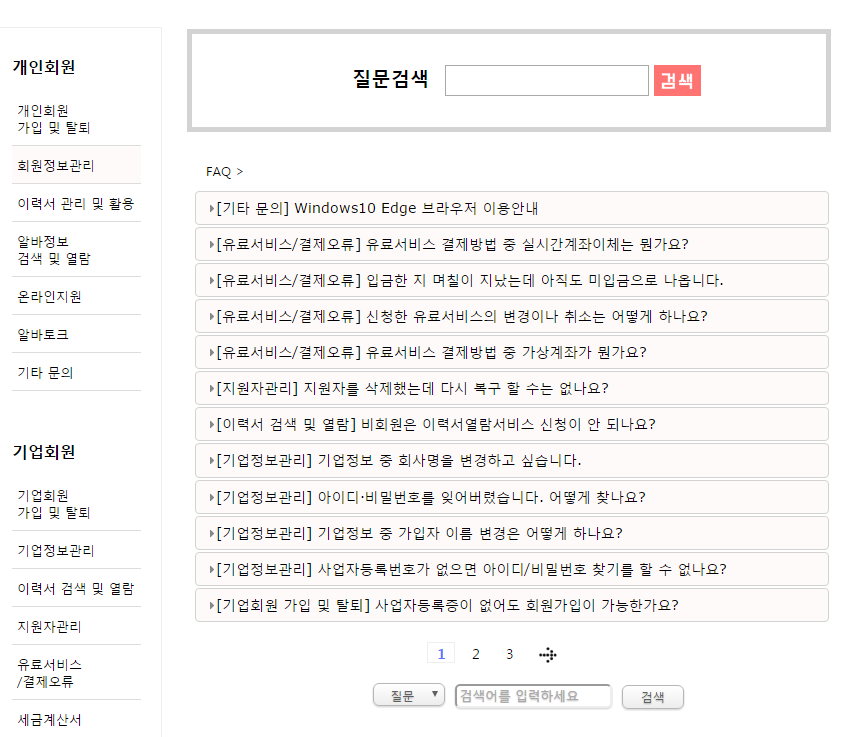 개인회원
개인회원
가입 및 탈퇴
회원정보관리
이력서 관리 및 활용
알바정보
검색 및 열람
온라인지원
알바토크
기타 문의
기업회원
기업회원
가입 및 탈퇴
기업정보관리
이력서 검색 및 열람
지원자관리
유료서비스
/결제오류
세금계산서
질문검색 검색
FAQ >
[기타 문의] Windows10 Edge 브라우저 이용안내
[유료서비스/결제오류] 유료서비스 결제방법 중 실시간계좌이체는 뭔가요?
[유료서비스/결제오류] 입금한 지 며칠이 지났는데 아직도 미입금으로 나옵니다.
[유료서비스/결제오류] 신청한 유료서비스의 변경이나 취소는 어떻게 하나요?
[유료서비스/결제오류] 유료서비스 결제방법 중 가상계좌가 뭔가요?
[지원자관리] 지원자를 삭제했는데 다시 복구 할 수는 없나요?
[이력서 검색 및 열람] 비회원은 이력서열람서비스 신청이 안 되나요?
[기업정보관리] 기업정보 중 회사명을 변경하고 싶습니다.
[기업정보관리] 아이디·비밀번호를 잊어버렸습니다. 어떻게 찾나요?
[기업정보관리] 기업정보 중 가입자 이름 변경은 어떻게 하나요?
[기업정보관리] 사업자등록번호가 없으면 아이디/비밀번호 찾기를 할 수 없나요?
[기업회원 가입 및 탈퇴] 사업자등록증이 없어도 회원가입이 가능한가요?
1 2 3
질문 검색어를 입력하세요 검색